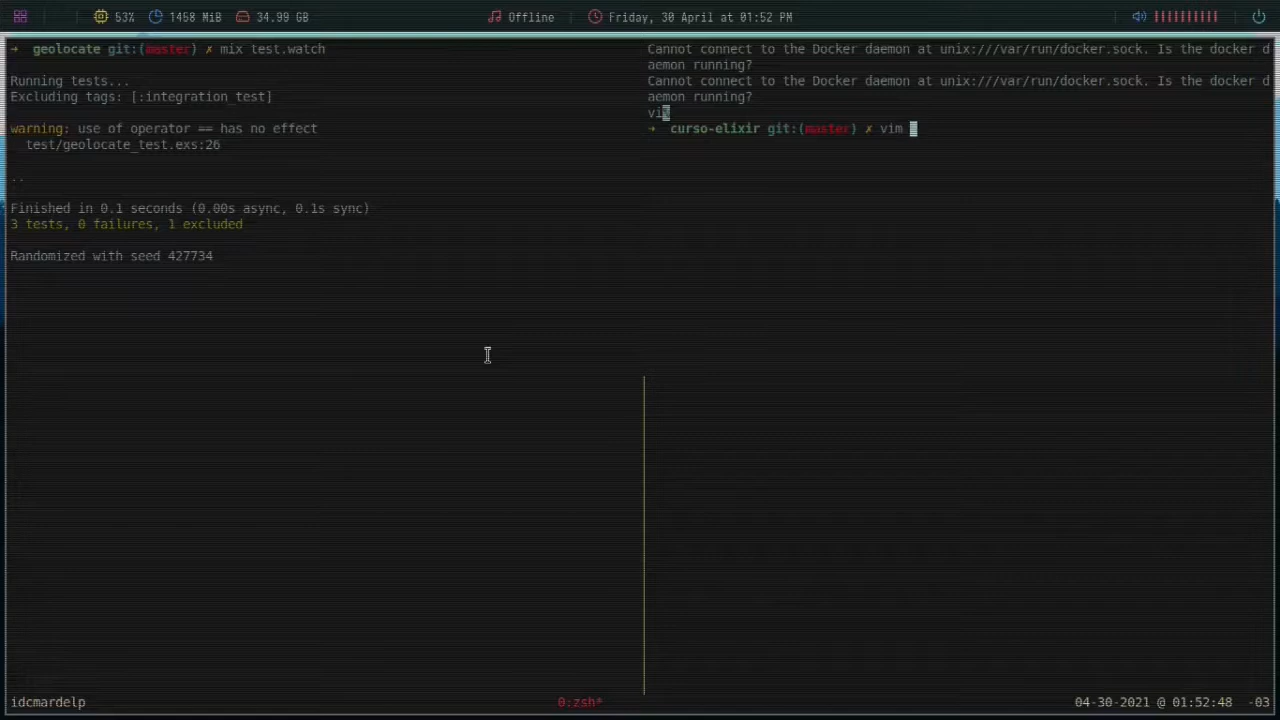 53% 1458 MiB 34.99 GB Offline Friday, 30 April at 01:52 PM
→ geolocate git:(master) ✗ mix test.watch
Running tests...
Excluding tags: [:integration_test]
warning: use of operator == has no effect
test/geolocate_test.exs:26
..
Finished in 0.1 seconds (0.00s async, 0.1s sync)
3 tests, 0 failures, 1 excluded
Randomized with seed 427734
Cannot connect to the Docker daemon at unix:///var/run/docker.sock. Is the docker d
aemon running?
Cannot connect to the Docker daemon at unix:///var/run/docker.sock. Is the docker d
aemon running?
→ curso-elixir git:(master) ✗ vim
idcmardelp 0:zsh* 04-30-2021 @ 01:52:48 -03